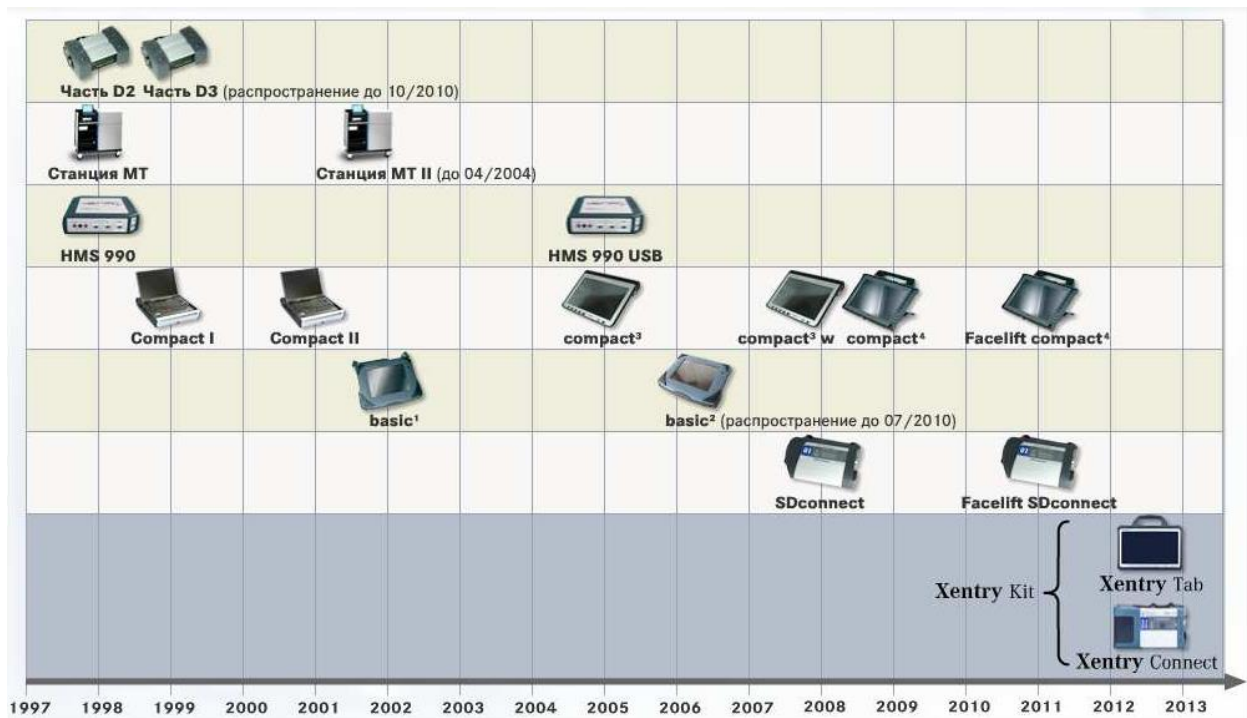 Часть D2 Часть D3 (распространение до 10/2010)
Станция MT Станция MT II (до 04/2004)
HMS 990 HMS 990 USB
Compact I Compact II compact³ compact³ w compact⁴ Facelift compact⁴
basic¹ basic² (распространение до 07/2010)
SDconnect Facelift SDconnect
Xentry Kit
Xentry Tab
Xentry Connect
1997 1998 1999 2000 2001 2002 2003 2004 2005 2006 2007 2008 2009 2010 2011 2012 2013